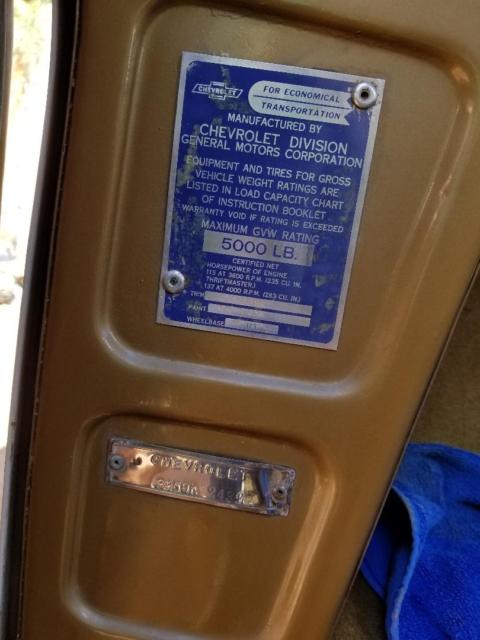 CHEVROLET
FOR ECONOMICAL
TRANSPORTATION
MANUFACTURED BY
CHEVROLET DIVISION
GENERAL MOTORS CORPORATION
EQUIPMENT AND TIRES FOR GROSS
VEHICLE WEIGHT RATINGS ARE
LISTED IN LOAD CAPACITY CHART
OF INSTRUCTION BOOKLET
WARRANTY VOID IF RATING IS EXCEEDED
MAXIMUM GVW RATING
5000 LB.
CERTIFIED NET
HORSEPOWER OF ENGINE
115 AT 3600 R.P.M. (235 CU. IN.
THRIFTMASTER)
137 AT 4000 R.P.M. (283 CU. IN.)
TRIM
PAINT
WHEELBASE
CHEVROLET